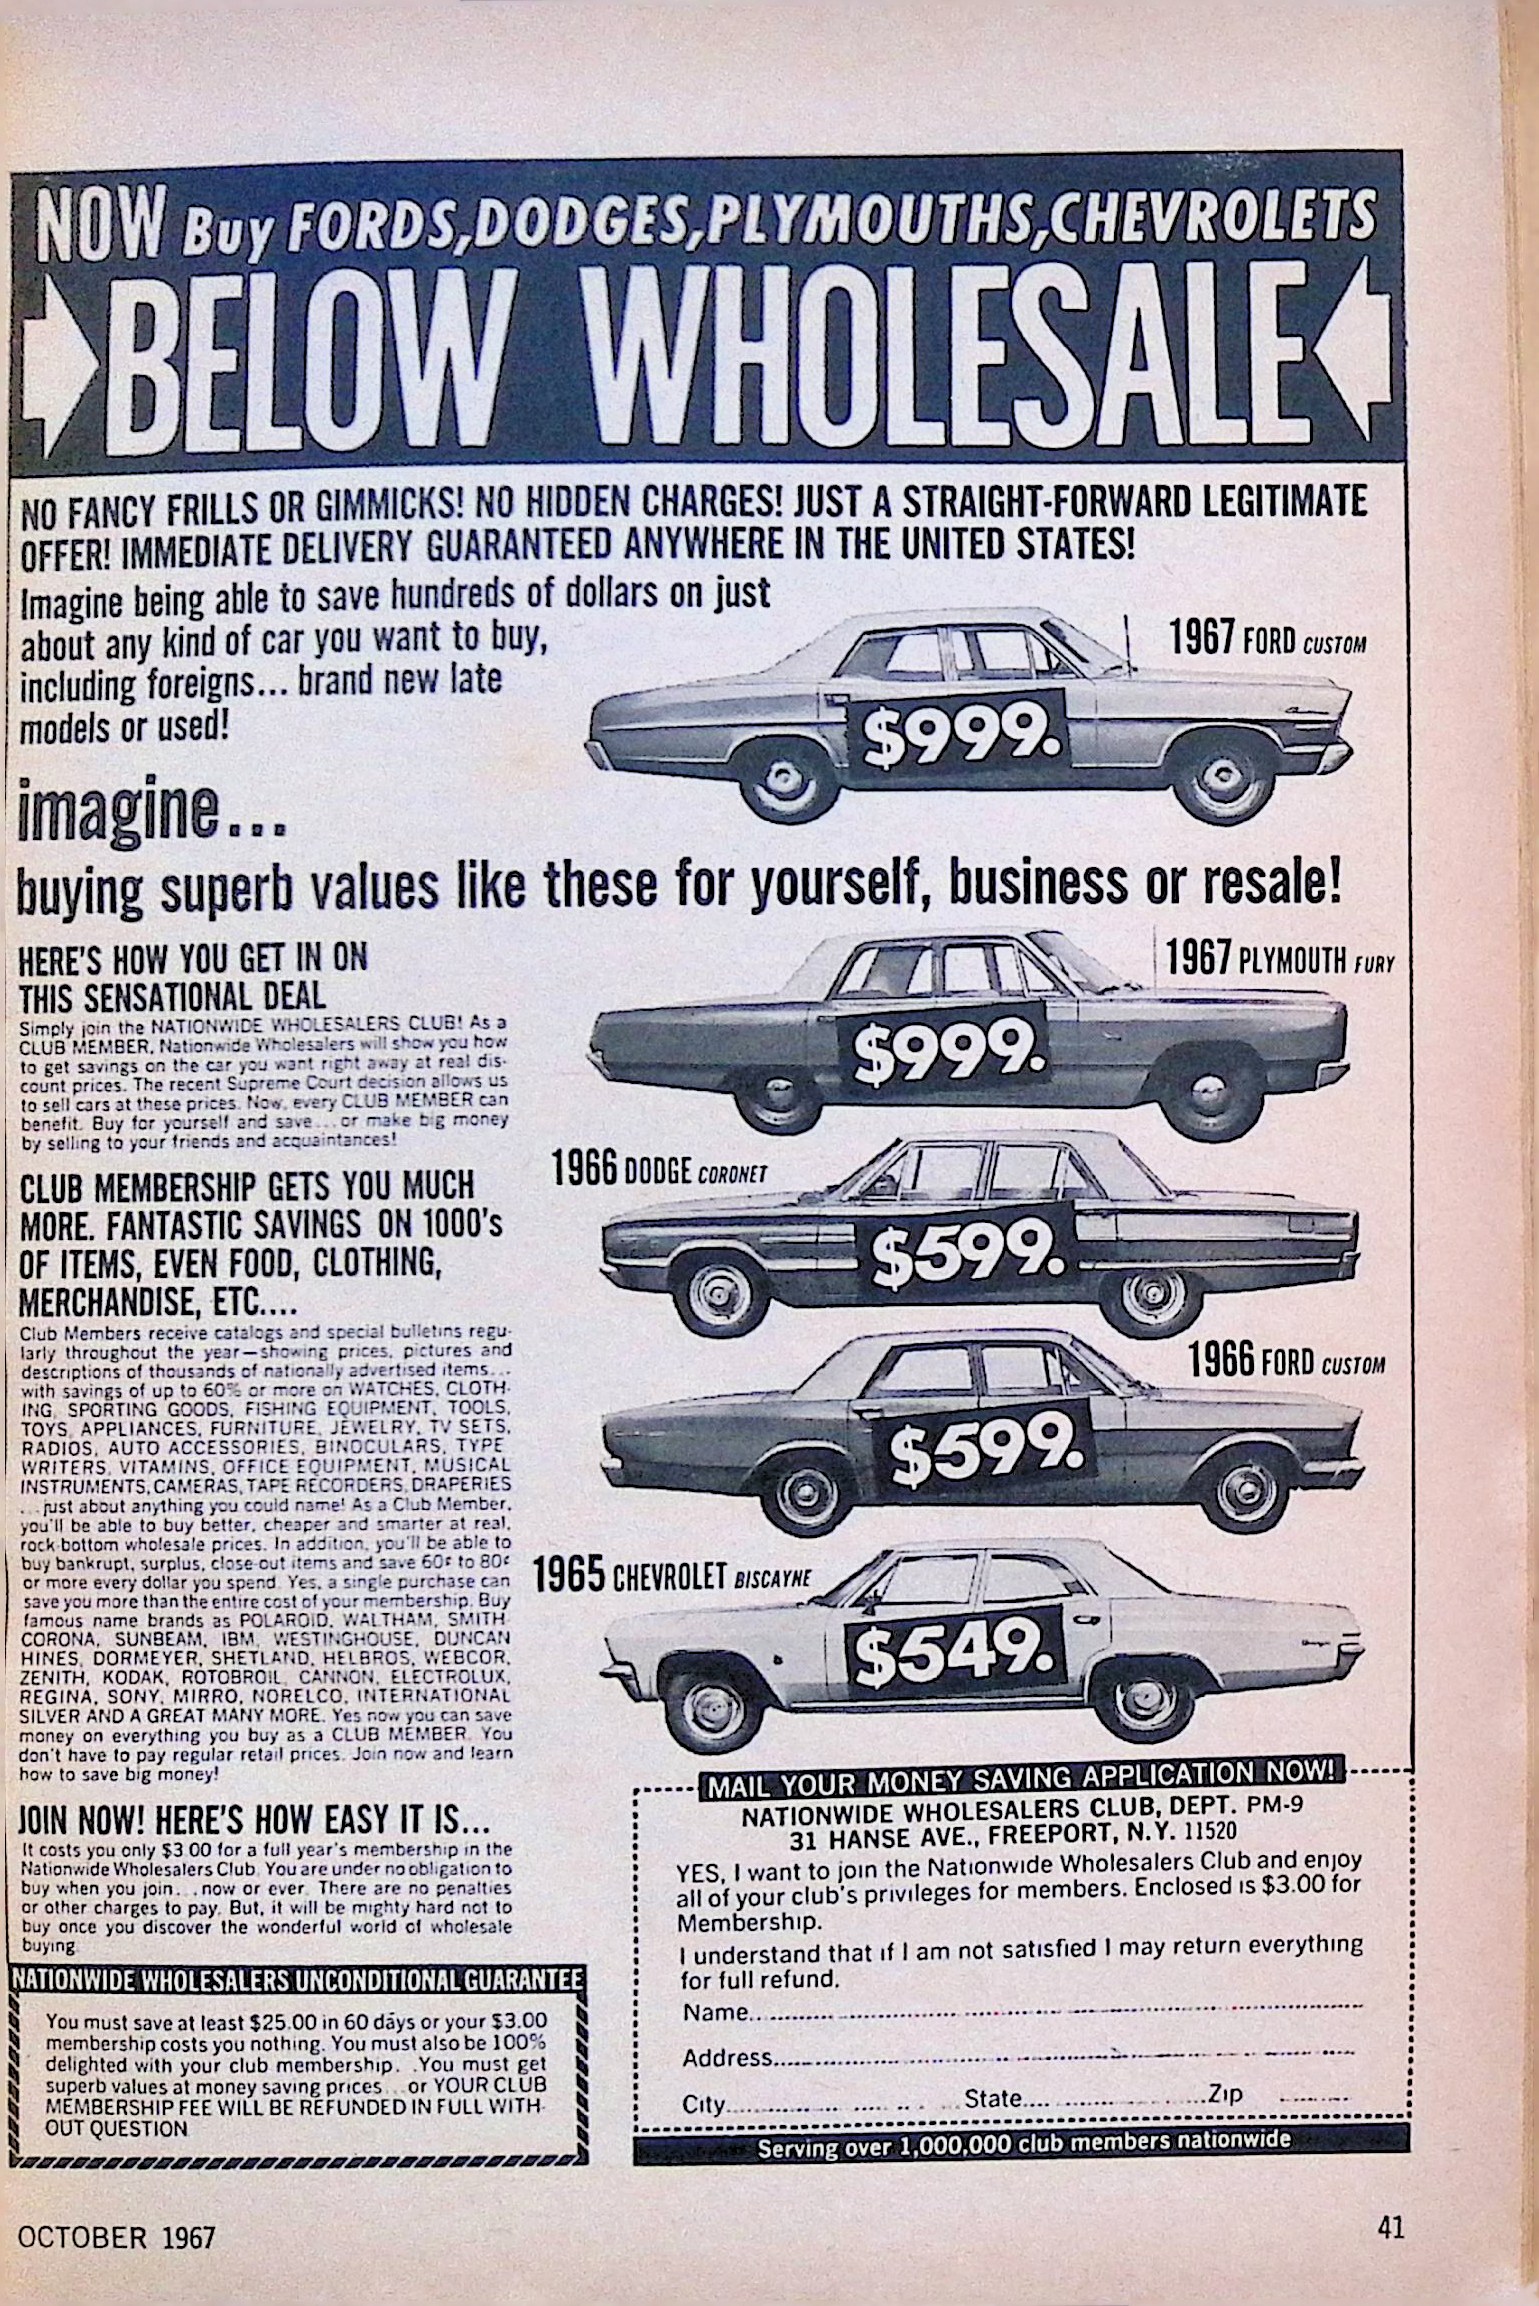 NOW Buy FORDS, DODGES, PLYMOUTHS, CHEVROLETS
BELOW WHOLESALE
NO FANCY FRILLS OR GIMMICKS! NO HIDDEN CHARGES! JUST A STRAIGHT-FORWARD LEGITIMATE
OFFER! IMMEDIATE DELIVERY GUARANTEED ANYWHERE IN THE UNITED STATES!
Imagine being able to save hundreds of dollars on just
about any kind of car you want to buy,
including foreigns... brand new late
models or used!
1967 FORD CUSTOM
$999.
imagine...
buying superb values like these for yourself, business or resale!
HERE'S HOW YOU GET IN ON
THIS SENSATIONAL DEAL
Simply join the NATIONWIDE WHOLESALERS CLUB! As a
CLUB MEMBER, Nationwide Wholesalers will show you how
to get savings on the car you want right away at real dis-
count prices. The recent Supreme Court decision allows us
to sell cars at these prices. Now, every CLUB MEMBER can
benefit. Buy for yourself and save...or make big money
by selling to your friends and acquaintances!
CLUB MEMBERSHIP GETS YOU MUCH
MORE. FANTASTIC SAVINGS ON 1000's
OF ITEMS, EVEN FOOD, CLOTHING,
MERCHANDISE, ETC....
Club Members receive catalogs and special bulletins regu-
larly throughout the year—showing prices, pictures and
descriptions of thousands of nationally advertised items...
with savings of up to 60% or more on WATCHES, CLOTH-
ING, SPORTING GOODS, FISHING EQUIPMENT, TOOLS,
TOYS, APPLIANCES, FURNITURE, JEWELRY, TV SETS,
RADIOS, AUTO ACCESSORIES, BINOCULARS, TYPE
WRITERS, VITAMINS, OFFICE EQUIPMENT, MUSICAL
INSTRUMENTS, CAMERAS, TAPE RECORDERS, DRAPERIES
...just about anything you could name! As a Club Member,
you'll be able to buy better, cheaper and smarter at real,
rock-bottom wholesale prices. In addition, you'll be able to
buy bankrupt, surplus, close-out items and save 60¢ to 80¢
or more every dollar you spend. Yes, a single purchase can
save you more than the entire cost of your membership. Buy
famous name brands as POLAROID, WALTHAM, SMITH
CORONA, SUNBEAM, IBM, WESTINGHOUSE, DUNCAN
HINES, DORMEYER, SHETLAND, HELBROS, WEBCOR,
ZENITH, KODAK, ROTOBROIL, CANNON, ELECTROLUX,
REGINA, SONY, MIRRO, NORELCO, INTERNATIONAL
SILVER AND A GREAT MANY MORE. Yes now you can save
money on everything you buy as a CLUB MEMBER. You
don't have to pay regular retail prices. Join now and learn
how to save big money!
JOIN NOW! HERE'S HOW EASY IT IS...
It costs you only $3.00 for a full year's membership in the
Nationwide Wholesalers Club. You are under no obligation to
buy when you join...now or ever. There are no penalties
or other charges to pay. But, it will be mighty hard not to
buy once you discover the wonderful world of wholesale
buying.
NATIONWIDE WHOLESALERS UNCONDITIONAL GUARANTEE
You must save at least $25.00 in 60 days or your $3.00
membership costs you nothing. You must also be 100%
delighted with your club membership. .You must get
superb values at money saving prices...or YOUR CLUB
MEMBERSHIP FEE WILL BE REFUNDED IN FULL WITH-
OUT QUESTION
1967 PLYMOUTH FURY
$999.
1966 DODGE CORONET
$599.
1966 FORD CUSTOM
$599.
1965 CHEVROLET BISCAYNE
$549.
MAIL YOUR MONEY SAVING APPLICATION NOW!
NATIONWIDE WHOLESALERS CLUB, DEPT. PM-9
31 HANSE AVE., FREEPORT, N.Y. 11520
YES, I want to join the Nationwide Wholesalers Club and enjoy
all of your club's privileges for members. Enclosed is $3.00 for
Membership.
I understand that if I am not satisfied I may return everything
for full refund.
Name
Address
City State Zip
Serving over 1,000,000 club members nationwide
OCTOBER 1967
41